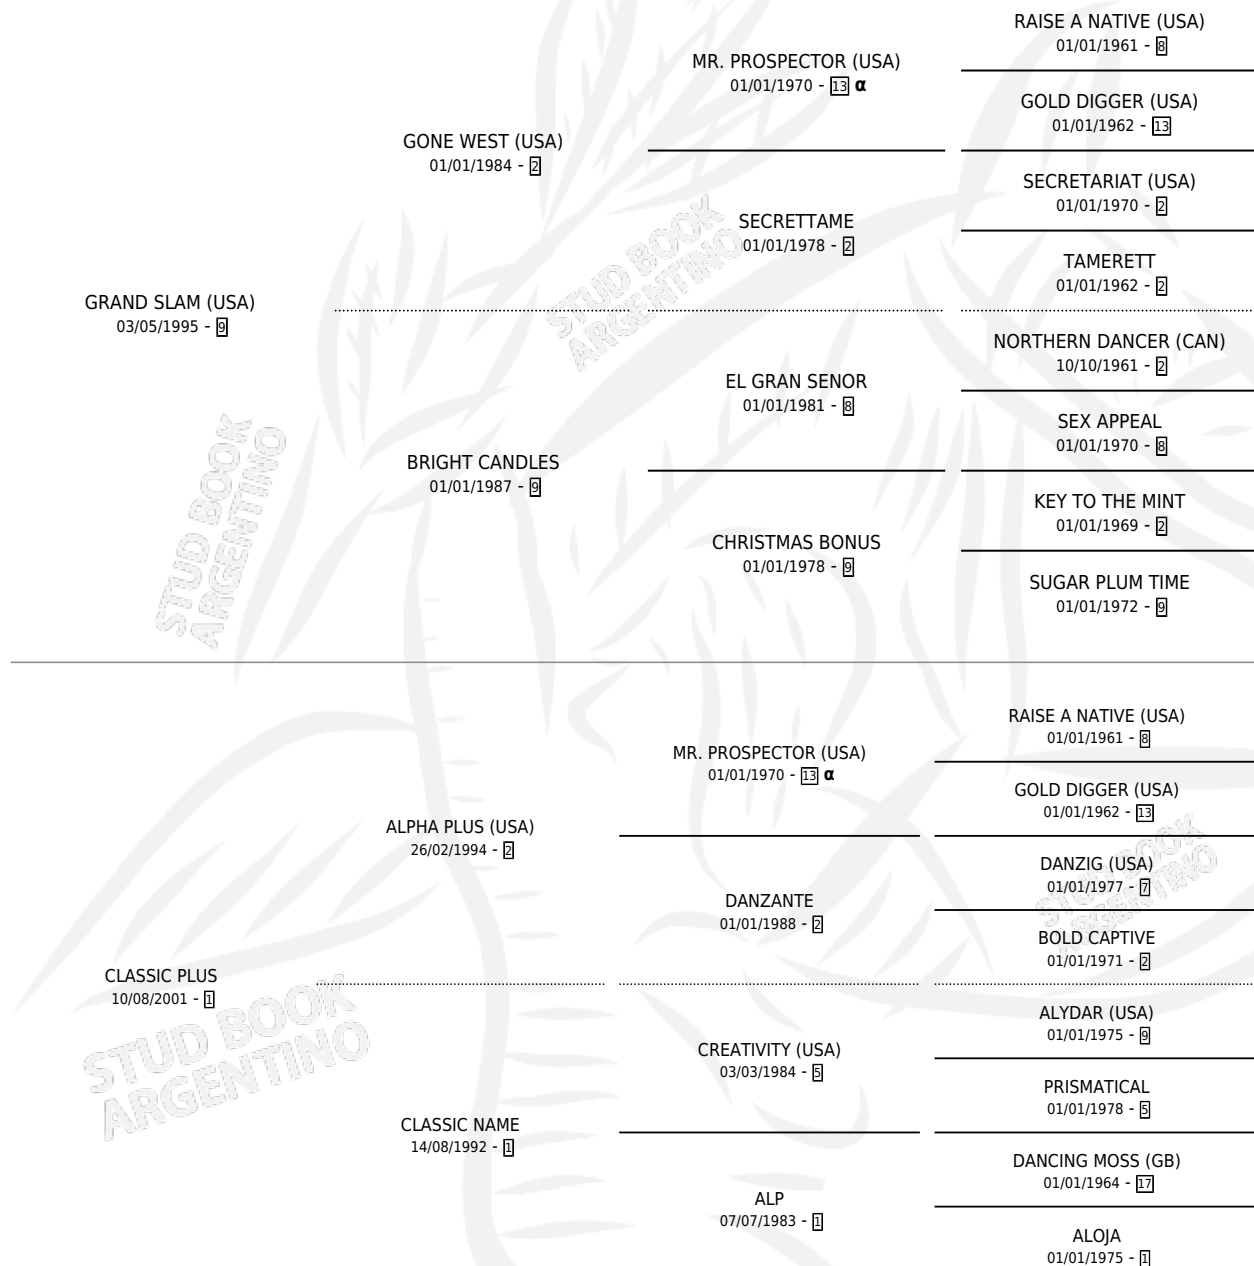 RAISE A NATIVE (USA)
01/01/1961 - 8
MR. PROSPECTOR (USA)
01/01/1970 - 13 α
GOLD DIGGER (USA)
01/01/1962 - 13
GONE WEST (USA)
01/01/1984 - 2
SECRETARIAT (USA)
01/01/1970 - 2
SECRETTAME
01/01/1978 - 2
TAMERETT
01/01/1962 - 2
GRAND SLAM (USA)
03/05/1995 - 9
NORTHERN DANCER (CAN)
10/10/1961 - 2
EL GRAN SENOR
01/01/1981 - 8
SEX APPEAL
01/01/1970 - 8
BRIGHT CANDLES
01/01/1987 - 9
KEY TO THE MINT
01/01/1969 - 2
CHRISTMAS BONUS
01/01/1978 - 9
SUGAR PLUM TIME
01/01/1972 - 9
RAISE A NATIVE (USA)
01/01/1961 - 8
MR. PROSPECTOR (USA)
01/01/1970 - 13 α
GOLD DIGGER (USA)
01/01/1962 - 13
ALPHA PLUS (USA)
26/02/1994 - 2
DANZIG (USA)
01/01/1977 - 7
DANZANTE
01/01/1988 - 2
BOLD CAPTIVE
01/01/1971 - 2
CLASSIC PLUS
10/08/2001 - 1
ALYDAR (USA)
01/01/1975 - 9
CREATIVITY (USA)
03/03/1984 - 5
PRISMATICAL
01/01/1978 - 5
CLASSIC NAME
14/08/1992 - 1
DANCING MOSS (GB)
01/01/1964 - 17
ALP
07/07/1983 - 1
ALOJA
01/01/1975 - 1
STUD BOOK
ARGENTINO
STUD BOOK
ARGENTINO
STUD BOOK
ARGENTINO
STUD BOOK
ARGENTINO